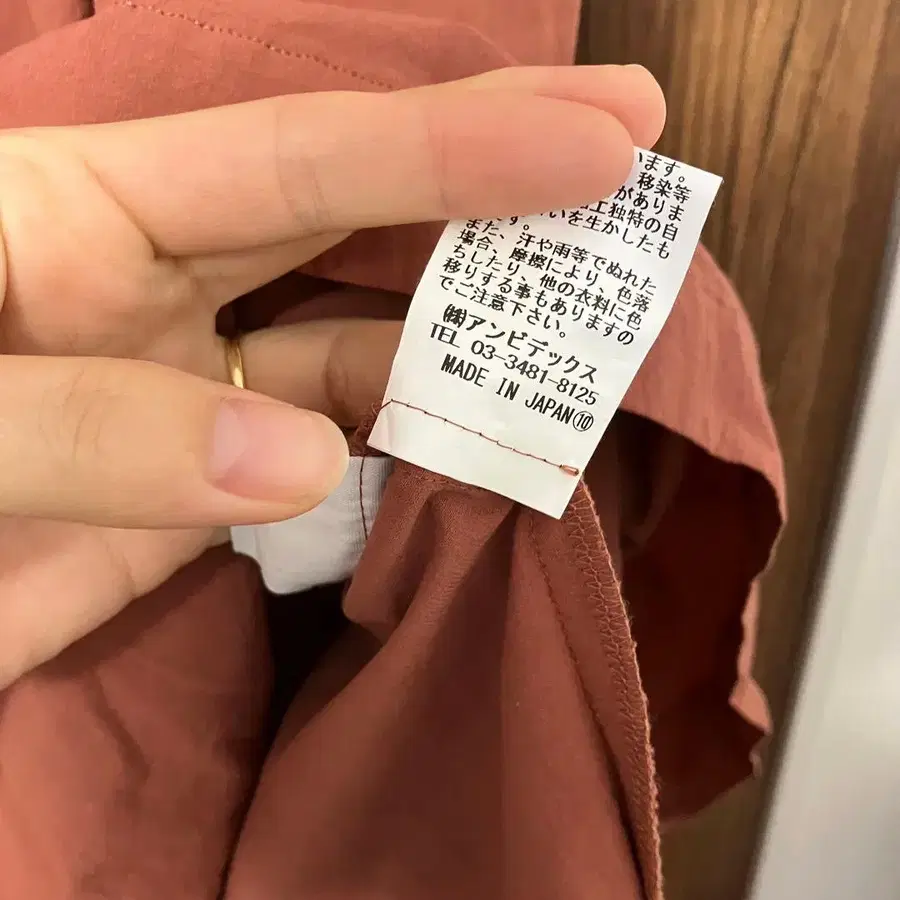 います。
移染等
がありま
工独特の自
いを生かしたも
です。
また、汗や雨等でぬれた
場合、摩擦により、色落
ちしたり、他の衣料に色
移りする事もありますの
でご注意下さい。
㈱アンビデックス
TEL 03-3481-8125
MADE IN JAPAN⑩